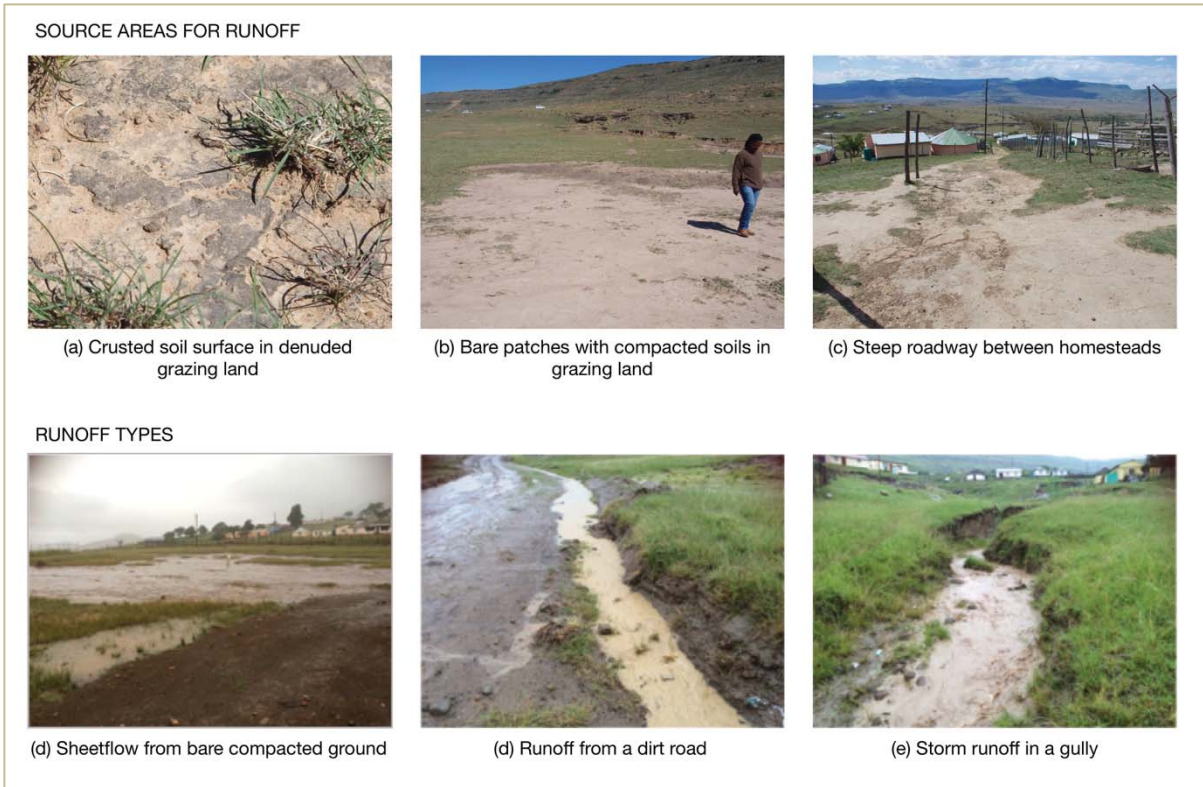 SOURCE AREAS FOR RUNOFF
(a) Crusted soil surface in denuded
grazing land
(b) Bare patches with compacted soils in
grazing land
(c) Steep roadway between homesteads
RUNOFF TYPES
(d) Sheetflow from bare compacted ground
(d) Runoff from a dirt road
(e) Storm runoff in a gully